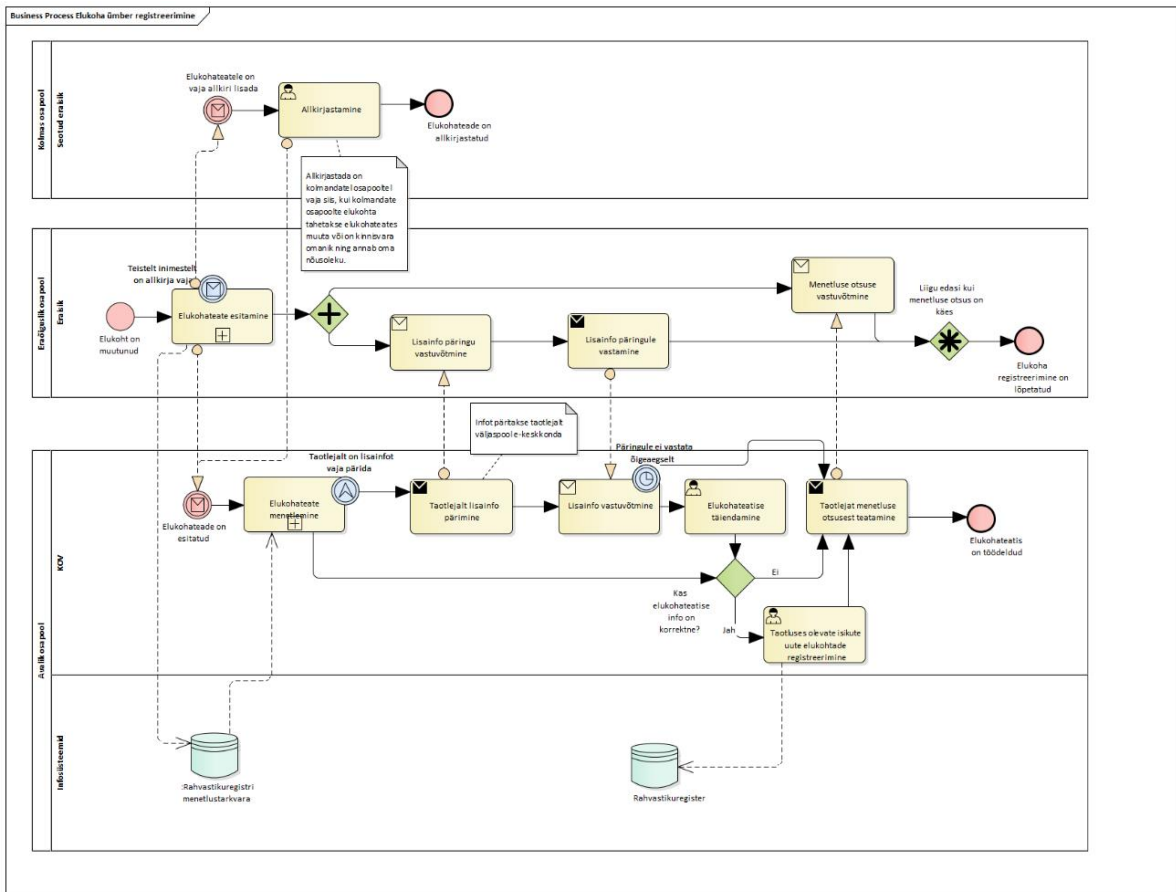 Business Process Elukoha ümber registreerimine
Kolmas osapool
Seotud eraisik
Elukohateatele on
vaja allkiri lisada
Allkirjastamine
Elukohateade on
allkirjastatud
Allkirjastada on
kolmandatel osapooltel
vaja siis, kui kolmandate
osapoolte elukohta
tahetakse elukohateates
muuta või on kinnisvara
omanik ning annab oma
nõusoleku.
Eraõiguslik osapool
Eraisik
Teistelt inimestelt
on allkirja vaja
Elukoht on
muutunud
Elukohateate esitamine
Lisainfo päringu
vastuvõtmine
Lisainfo päringule
vastamine
Menetluse otsuse
vastuvõtmine
Liigu edasi kui
menetluse otsus on
käes
Elukoha
registreerimine on
lõpetatud
Infot päritakse taotlejalt
väljaspool e-keskkonda
Avalik osapool
KOV
Elukohateade on
esitatud
Elukohateate
menetlemine
Taotlejalt on lisainfot
vaja pärida
Taotlejalt lisainfo
pärimine
Lisainfo vastuvõtmine
Päringule ei vastata
õigeaegselt
Elukohateatise
täiendamine
Taotlejat menetluse
otsusest teatamine
Elukohateatis
on töödeldud
Kas
elukohateatise
info on
korrektne?
Ei
Jah
Taotluses olevate isikute
uute elukohtade
registreerimine
Infosüsteemid
:Rahvastikuregistri
menetlustarkvara
Rahvastikuregister